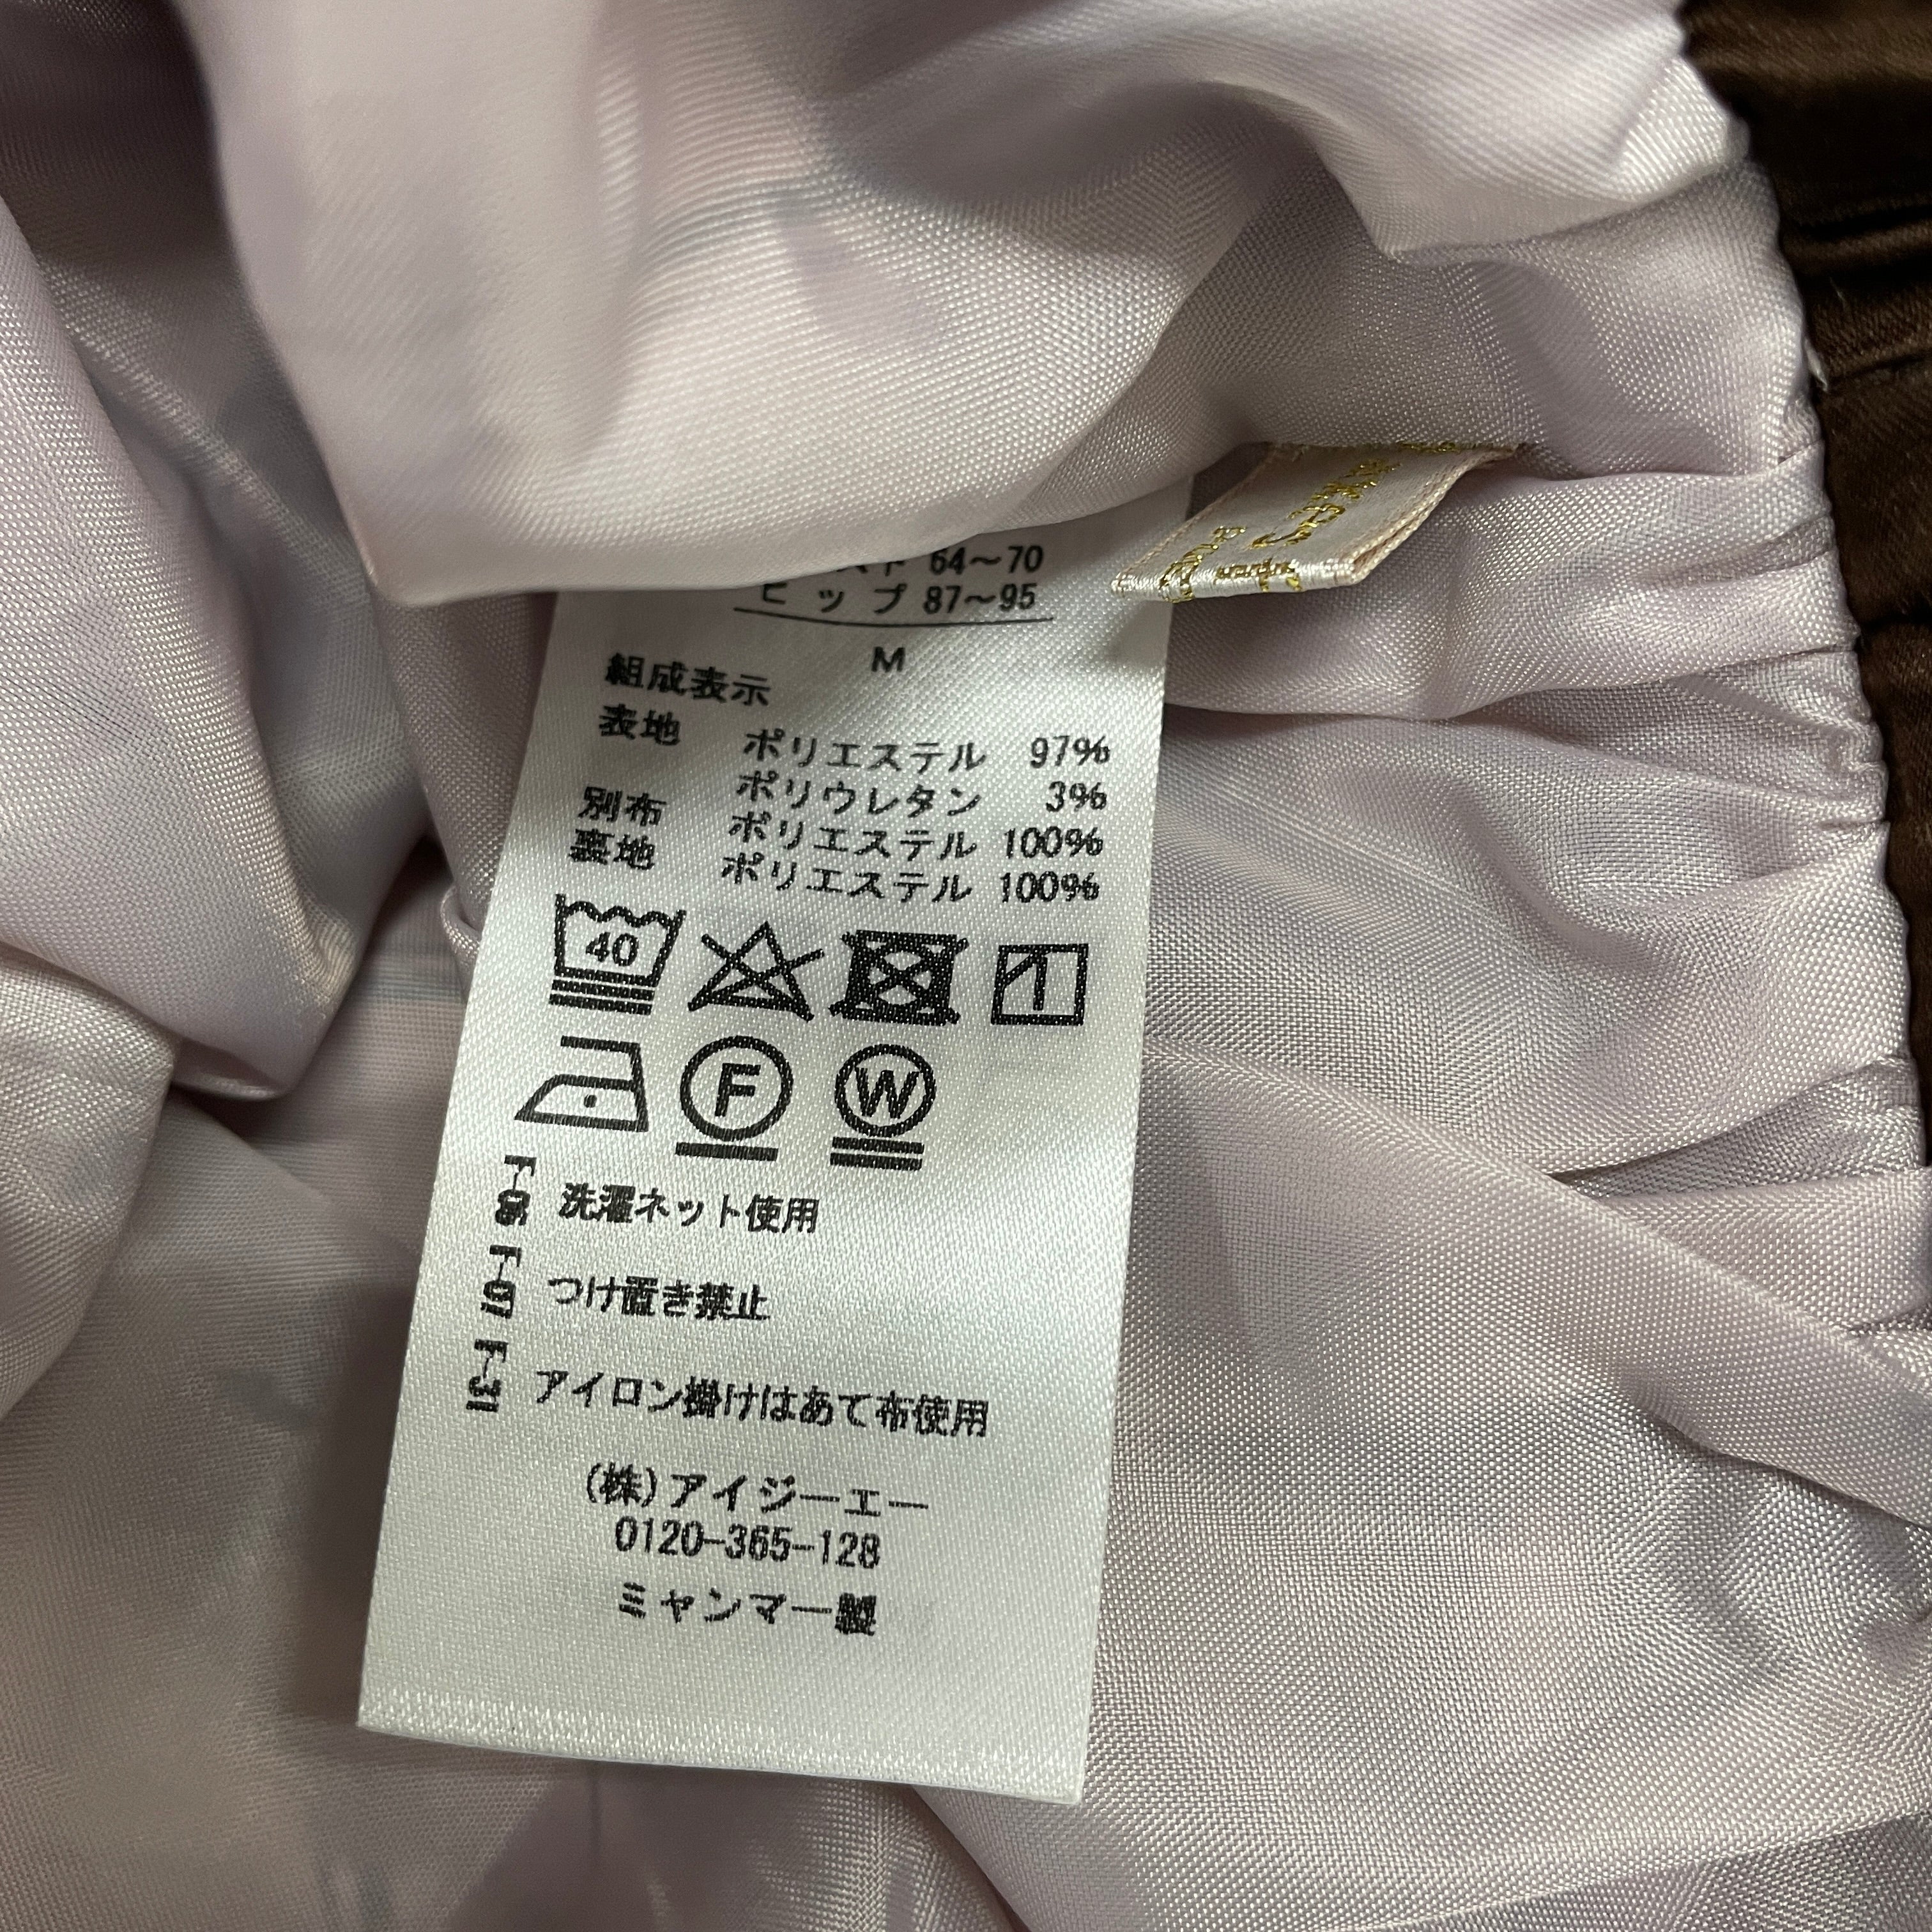 スト 64～70
ヒップ 87～95
M
組成表示
表地 ポリエステル 97%
ポリウレタン 3%
別布 ポリエステル 100%
裏地 ポリエステル 100%
40
F W
F-06 洗濯ネット使用
F-07 つけ置き禁止
F-31 アイロン掛けはあて布使用
(株)アイジーエー
0120-365-128
ミャンマー製